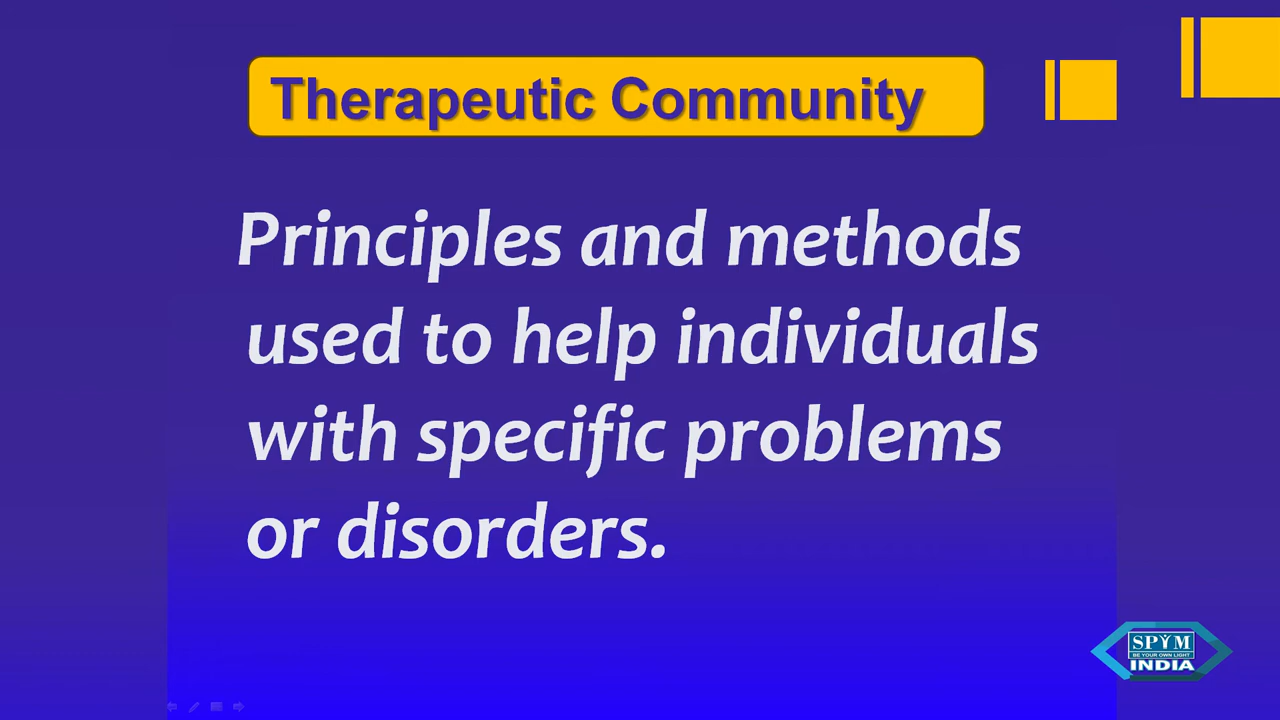 Therapeutic Community
Principles and methods
used to help individuals
with specific problems
or disorders.
SPYM
BE YOUR OWN LIGHT
INDIA